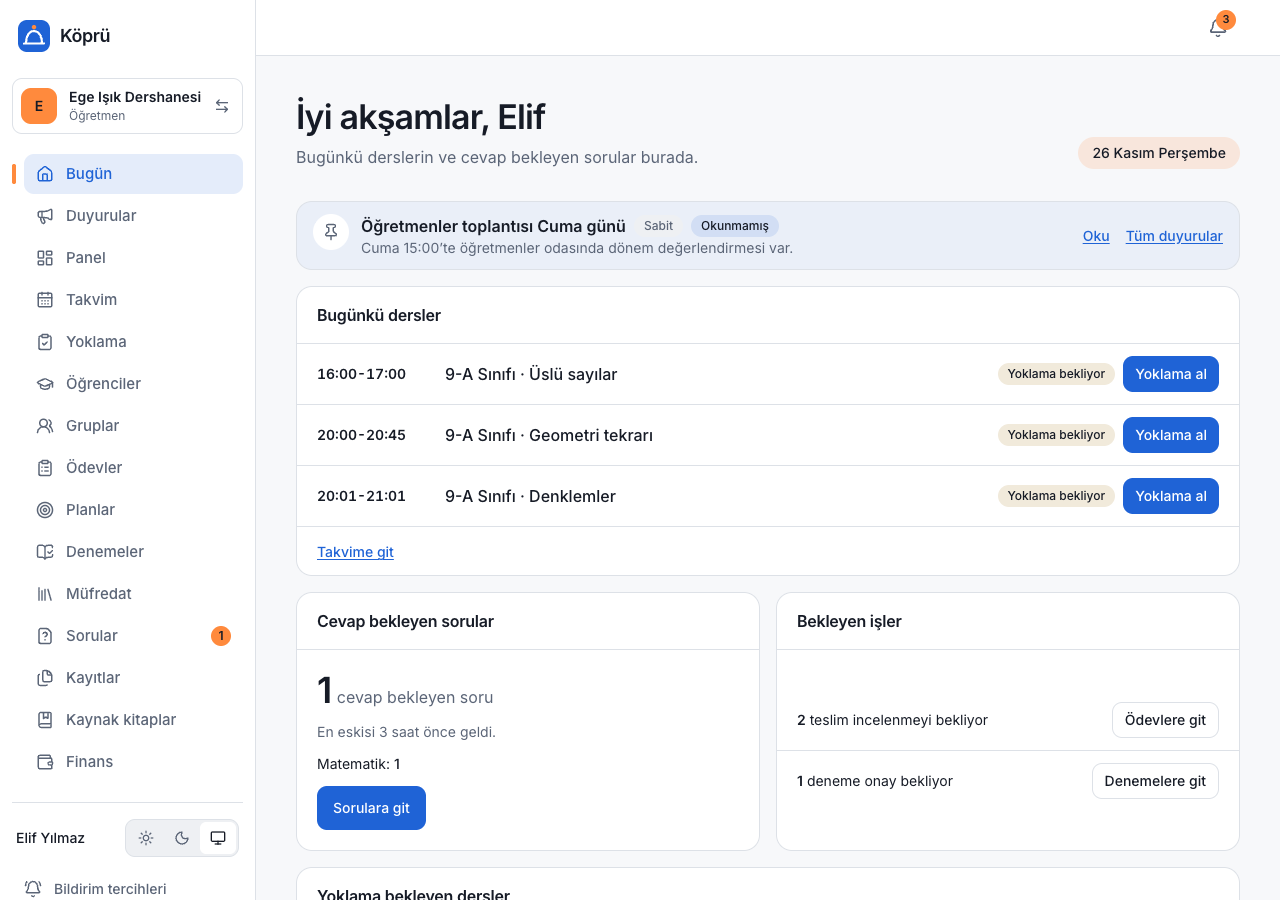 Köprü
3
E
Ege Işık Dershanesi
Öğretmen
Bugün
Duyurular
Panel
Takvim
Yoklama
Öğrenciler
Gruplar
Ödevler
Planlar
Denemeler
Müfredat
Sorular
1
Kayıtlar
Kaynak kitaplar
Finans
Elif Yılmaz
Bildirim tercihleri
İyi akşamlar, Elif
Bugünkü derslerin ve cevap bekleyen sorular burada.
26 Kasım Perşembe
Öğretmenler toplantısı Cuma günü Sabit Okunmamış
Cuma 15:00’te öğretmenler odasında dönem değerlendirmesi var.
Oku Tüm duyurular
Bugünkü dersler
16:00-17:00 9-A Sınıfı · Üslü sayılar Yoklama bekliyor Yoklama al
20:00-20:45 9-A Sınıfı · Geometri tekrarı Yoklama bekliyor Yoklama al
20:01-21:01 9-A Sınıfı · Denklemler Yoklama bekliyor Yoklama al
Takvime git
Cevap bekleyen sorular
1 cevap bekleyen soru
En eskisi 3 saat önce geldi.
Matematik: 1
Sorulara git
Bekleyen işler
2 teslim incelenmeyi bekliyor Ödevlere git
1 deneme onay bekliyor Denemelere git
Yoklama bekleyen dersler